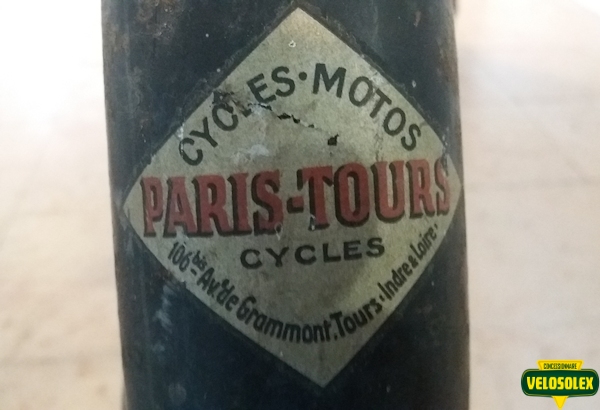 CYCLES·MOTOS
PARIS-TOURS
CYCLES
106bis Av. de Grammont. Tours · Indre & Loire ·
CONCESSIONNAIRE
VELOSOLEX